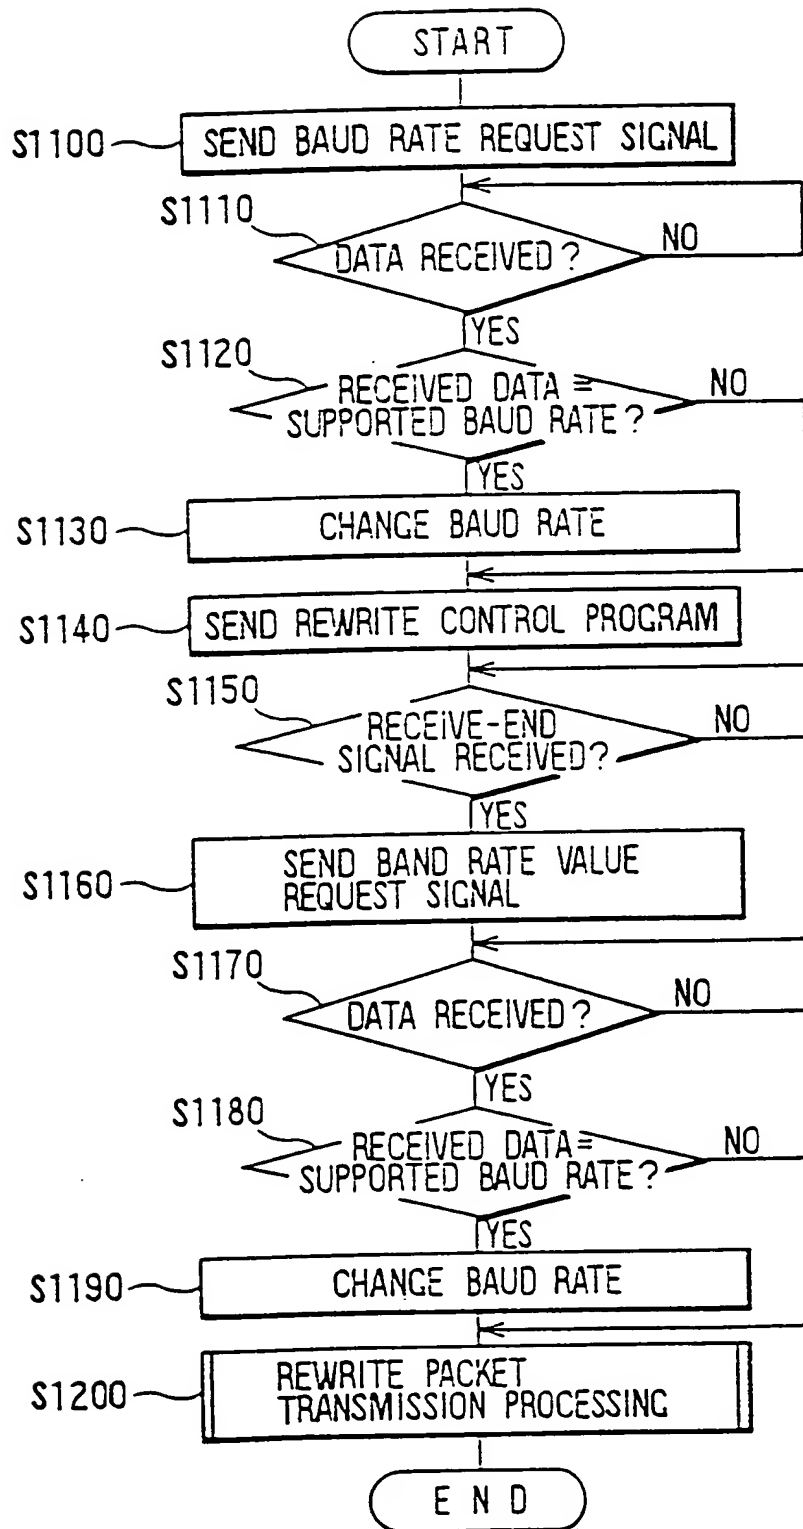 START
S1100
SEND BAUD RATE REQUEST SIGNAL
S1110
DATA RECEIVED?
NO
YES
S1120
RECEIVED DATA =
SUPPORTED BAUD RATE?
NO
YES
S1130
CHANGE BAUD RATE
S1140
SEND REWRITE CONTROL PROGRAM
S1150
RECEIVE-END
SIGNAL RECEIVED?
NO
YES
S1160
SEND BAND RATE VALUE
REQUEST SIGNAL
S1170
DATA RECEIVED?
NO
YES
S1180
RECEIVED DATA=
SUPPORTED BAUD RATE?
NO
YES
S1190
CHANGE BAUD RATE
S1200
REWRITE PACKET
TRANSMISSION PROCESSING
END